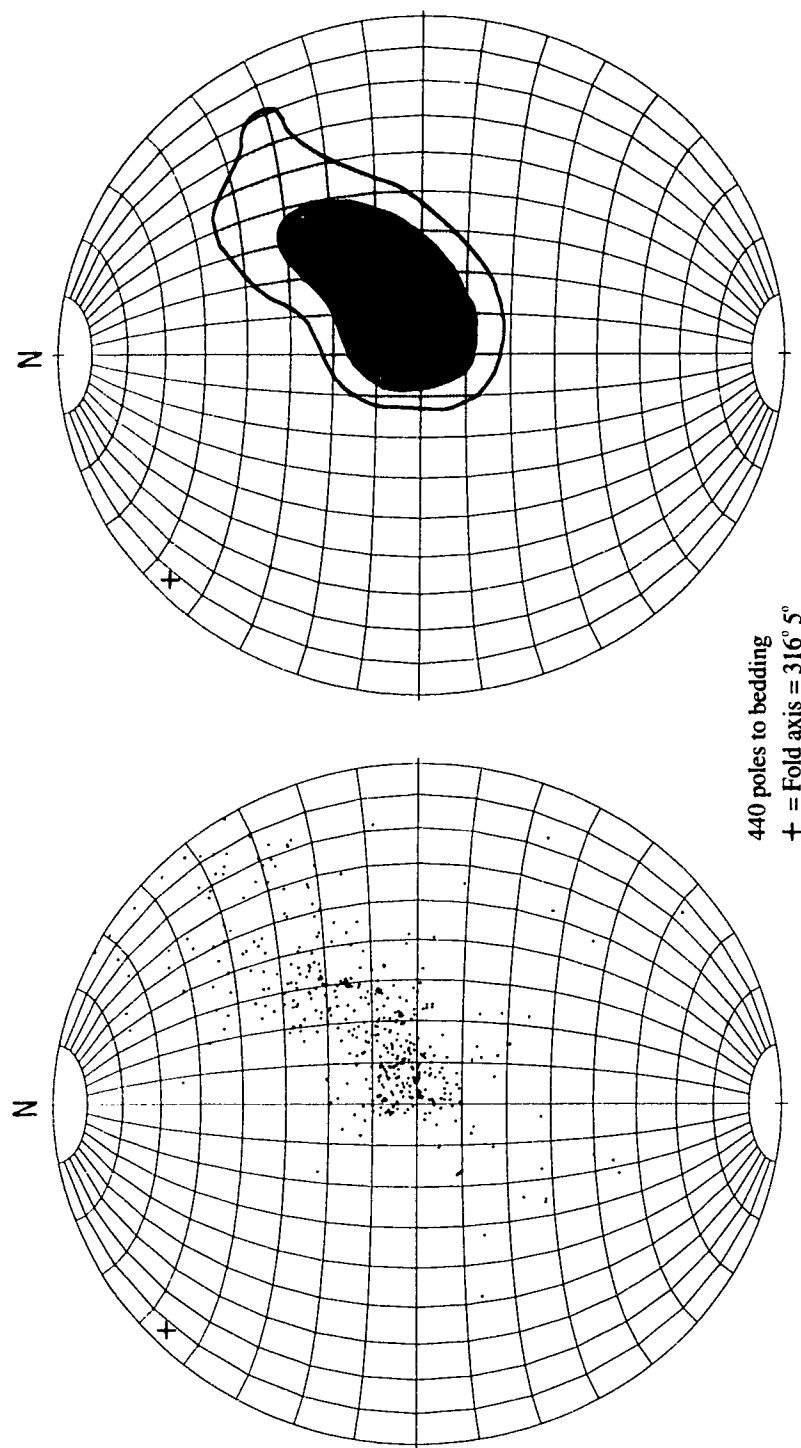 N
N
440 poles to bedding
+ = Fold axis = 316° 5°